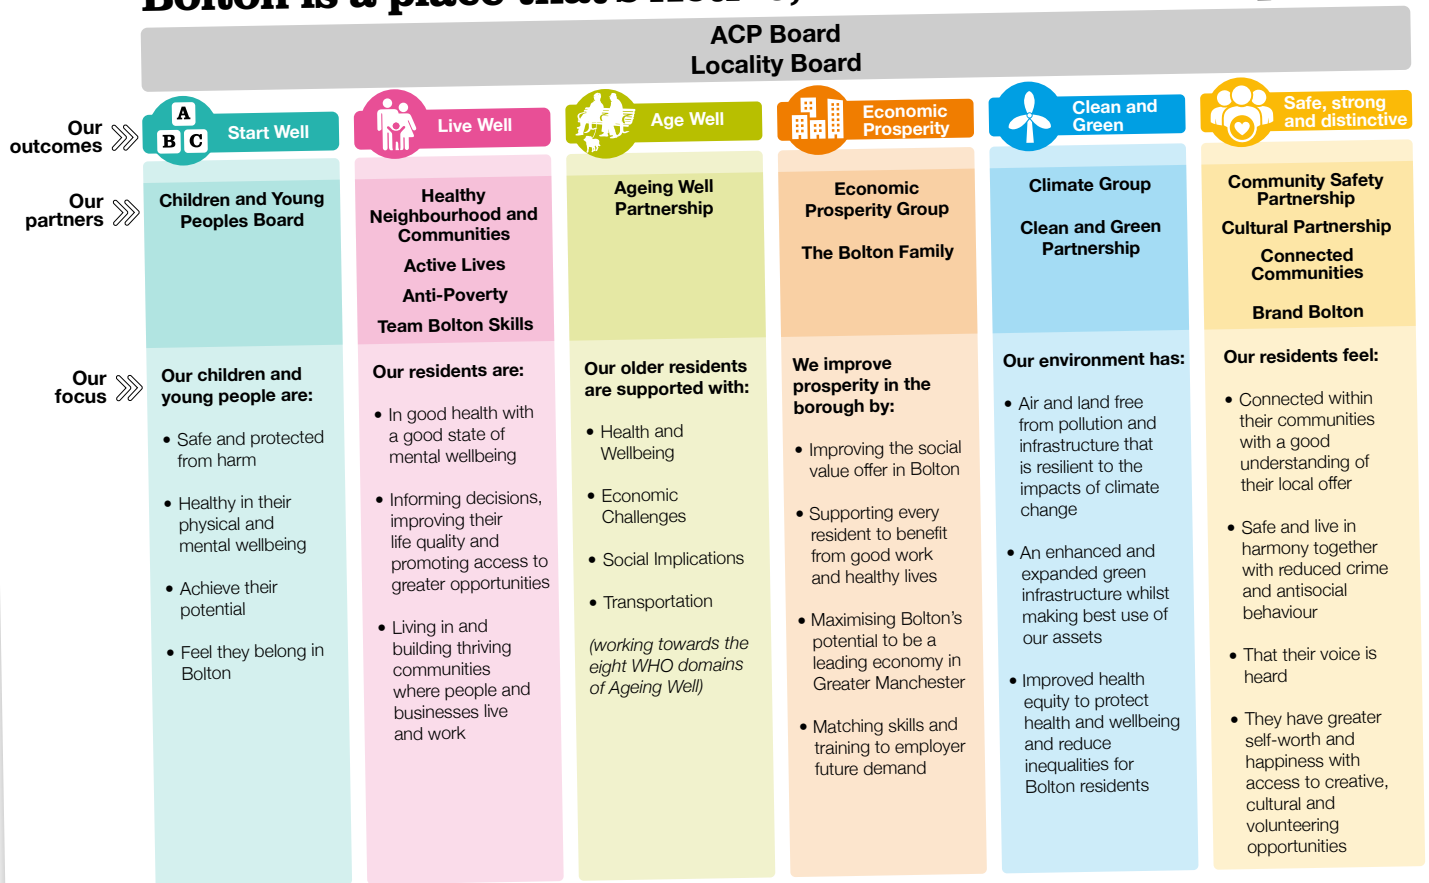 Bolton is a place that's
ACP Board
Locality Board
Our
outcomes
A
B C
Start Well
Live Well
Age Well
Economic
Prosperity
Clean and
Green
Safe, strong
and distinctive
Our
partners
Children and Young
Peoples Board
Healthy
Neighbourhood and
Communities
Active Lives
Anti-Poverty
Team Bolton Skills
Ageing Well
Partnership
Economic
Prosperity Group
The Bolton Family
Climate Group
Clean and Green
Partnership
Community Safety
Partnership
Cultural Partnership
Connected
Communities
Brand Bolton
Our
focus
Our children and
young people are:
• Safe and protected
from harm
• Healthy in their
physical and
mental wellbeing
• Achieve their
potential
• Feel they belong in
Bolton
Our residents are:
• In good health with
a good state of
mental wellbeing
• Informing decisions,
improving their
life quality and
promoting access to
greater opportunities
• Living in and
building thriving
communities
where people and
businesses live
and work
Our older residents
are supported with:
• Health and
Wellbeing
• Economic
Challenges
• Social Implications
• Transportation
(working towards the
eight WHO domains
of Ageing Well)
We improve
prosperity in the
borough by:
• Improving the social
value offer in Bolton
• Supporting every
resident to benefit
from good work
and healthy lives
• Maximising Bolton's
potential to be a
leading economy in
Greater Manchester
• Matching skills and
training to employer
future demand
Our environment has:
• Air and land free
from pollution and
infrastructure that
is resilient to the
impacts of climate
change
• An enhanced and
expanded green
infrastructure whilst
making best use of
our assets
• Improved health
equity to protect
health and wellbeing
and reduce
inequalities for
Bolton residents
Our residents feel:
• Connected within
their communities
with a good
understanding of
their local offer
• Safe and live in
harmony together
with reduced crime
and antisocial
behaviour
• That their voice is
heard
• They have greater
self-worth and
happiness with
access to creative,
cultural and
volunteering
opportunities